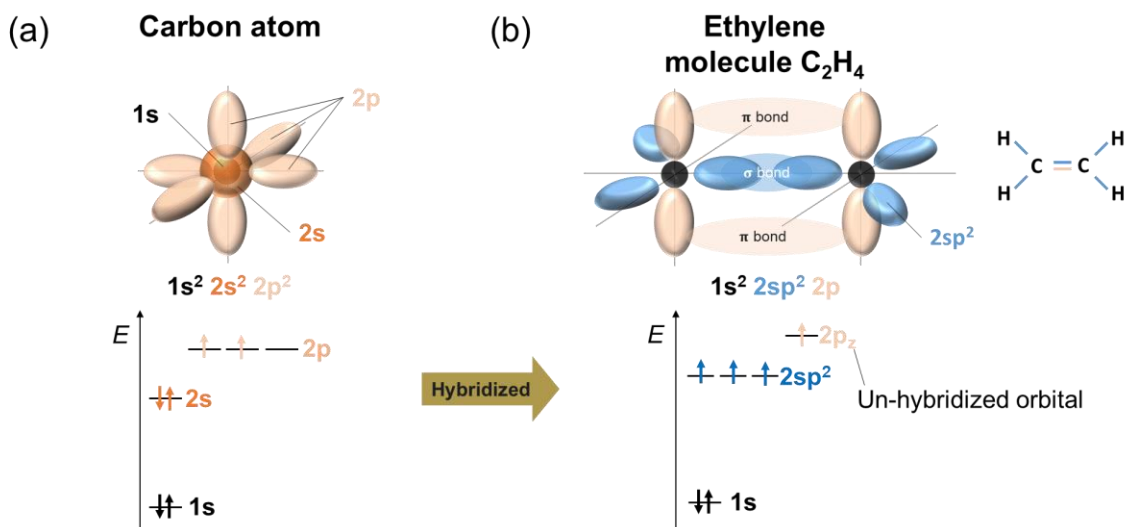 (a)
Carbon atom
1s
2p
2s
1s² 2s² 2p²
E
2p
2s
1s
Hybridized
(b)
Ethylene
molecule C₂H₄
π bond
σ bond
π bond
2sp²
H H
C = C
H H
1s² 2sp² 2p
E
2p_z
2sp²
Un-hybridized orbital
1s